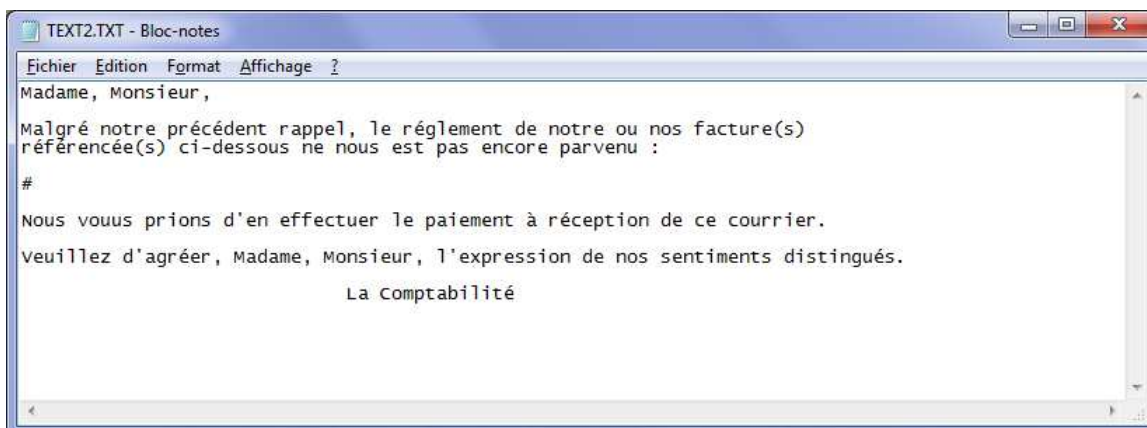 TEXT2.TXT - Bloc-notes
Fichier Edition Format Affichage ?
Madame, Monsieur,
Malgré notre précédent rappel, le réglement de notre ou nos facture(s)
référencée(s) ci-dessous ne nous est pas encore parvenu :
#
Nous vouus prions d'en effectuer le paiement à réception de ce courrier.
Veuillez d'agréer, Madame, Monsieur, l'expression de nos sentiments distingués.
La Comptabilité